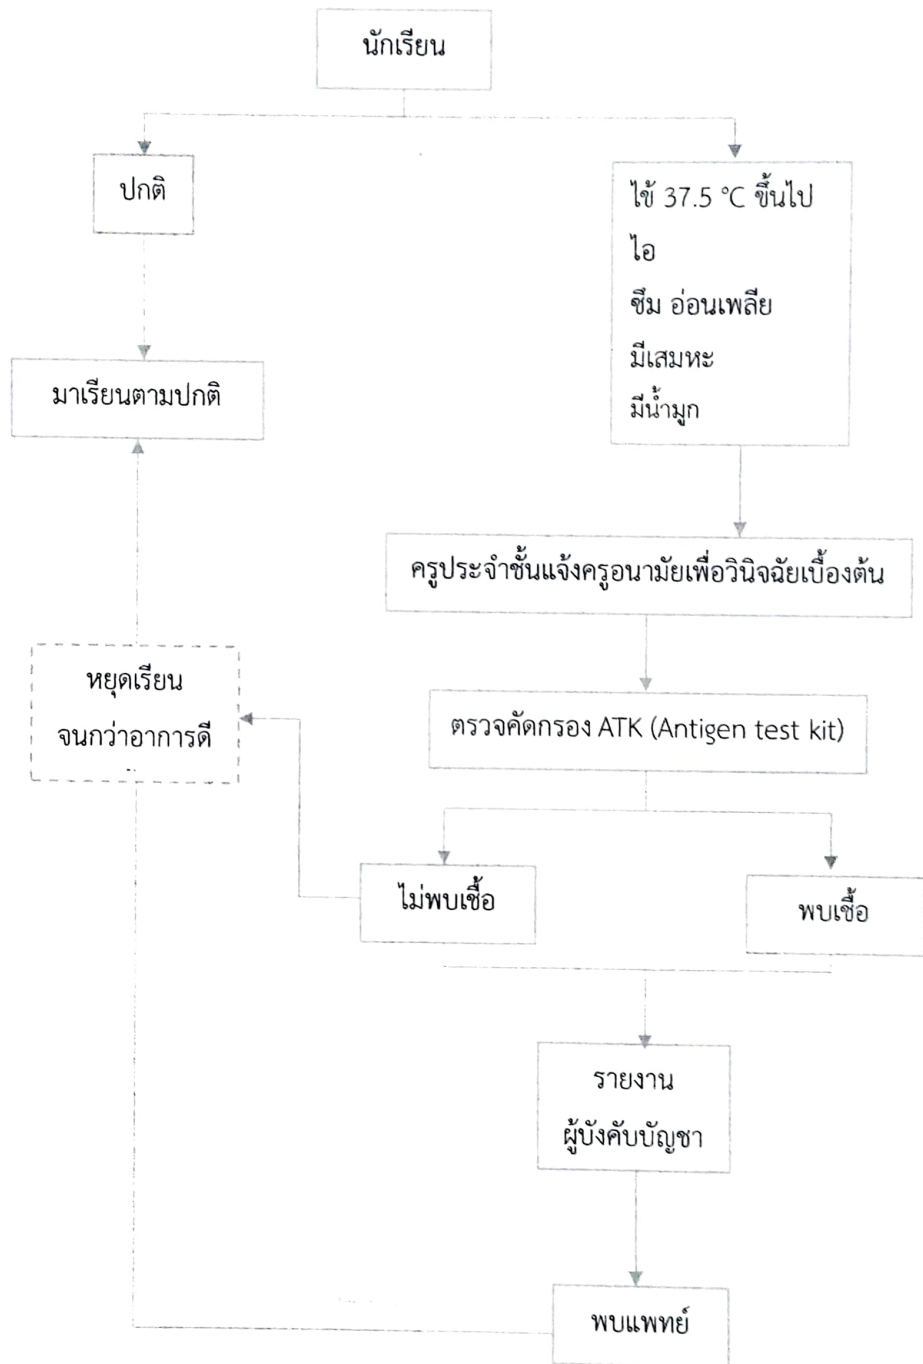 นักเรียน
ปกติ
ไข้ 37.5 °C ขึ้นไป
ไอ
ซึม อ่อนเพลีย
มีเสมหะ
มีน้ำมูก
มาเรียนตามปกติ
ครูประจำชั้นแจ้งครูอนามัยเพื่อวินิจฉัยเบื้องต้น
หยุดเรียน
จนกว่าอาการดี
ตรวจคัดกรอง ATK (Antigen test kit)
ไม่พบเชื้อ
พบเชื้อ
รายงาน
ผู้บังคับบัญชา
พบแพทย์